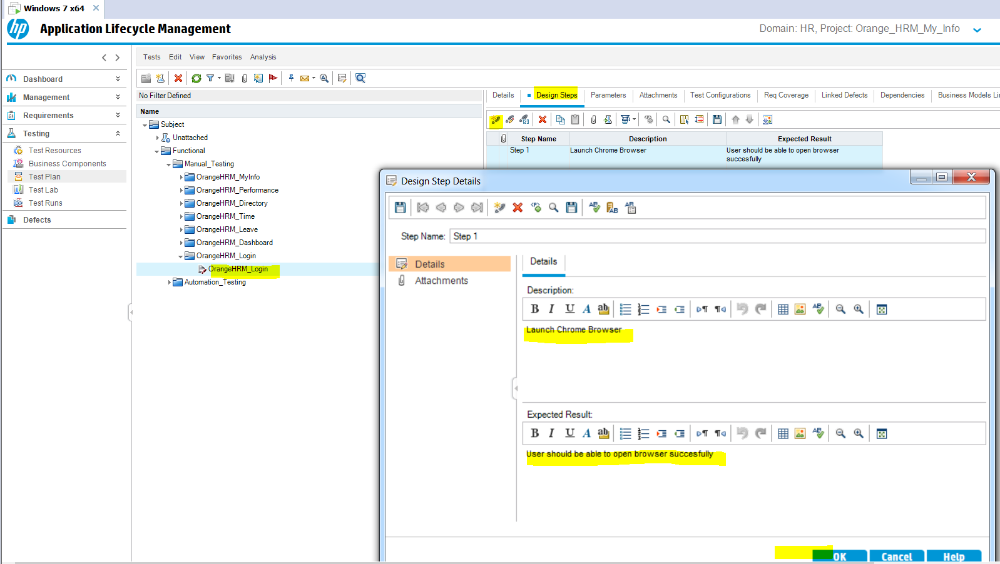 Windows 7 x64
hp
Application Lifecycle Management
Domain: HR, Project: Orange_HRM_My_Info
Tests Edit View Favorites Analysis
Dashboard
Management
Requirements
Testing
Test Resources
Business Components
Test Plan
Test Lab
Test Runs
Defects
No Filter Defined
Name
Subject
Unattached
Functional
Manual_Testing
OrangeHRM_MyInfo
OrangeHRM_Performance
OrangeHRM_Directory
OrangeHRM_Time
OrangeHRM_Leave
OrangeHRM_Dashboard
OrangeHRM_Login
OrangeHRM_Login
Automation_Testing
Details Design Steps Parameters Attachments Test Configurations Req Coverage Linked Defects Dependencies Business Models Li
Step Name Description Expected Result
Step 1 Launch Chrome Browser User should be able to open browser
succesfully
Design Step Details
Step Name: Step 1
Details
Attachments
Details
Description:
B I U A ab
Launch Chrome Browser
Expected Result:
B I U A ab
User should be able to open browser succesfully
OK Cancel Help